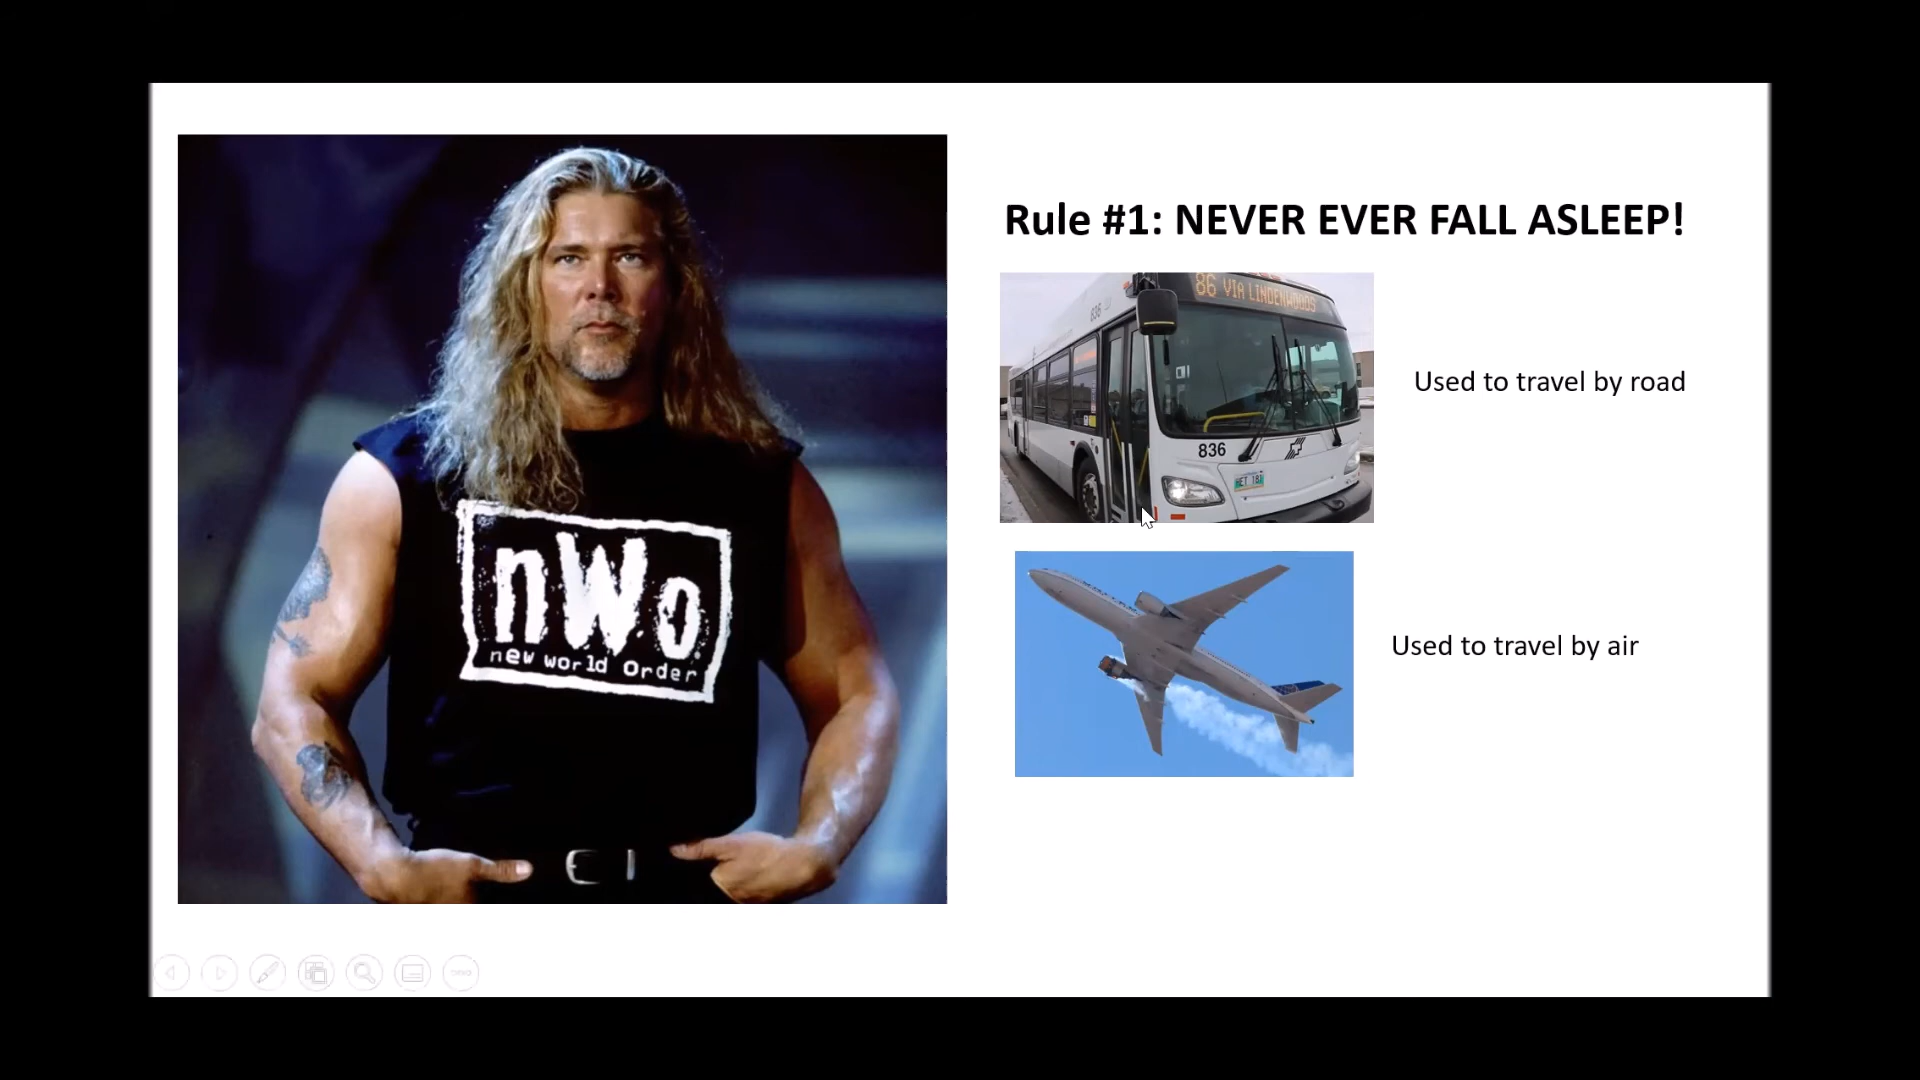 Rule #1: NEVER EVER FALL ASLEEP!
86 VIA LINDENWOODS
836
836
Used to travel by road
nWo
new world order
Used to travel by air